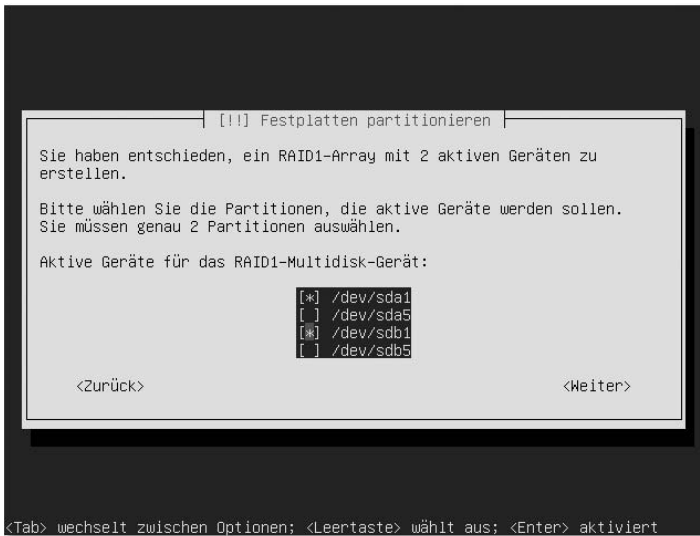 [!!] Festplatten partitionieren
Sie haben entschieden, ein RAID1-Array mit 2 aktiven Geräten zu
erstellen.
Bitte wählen Sie die Partitionen, die aktive Geräte werden sollen.
Sie müssen genau 2 Partitionen auswählen.
Aktive Geräte für das RAID1-Multidisk-Gerät:
[*] /dev/sda1
[ ] /dev/sda5
[*] /dev/sdb1
[ ] /dev/sdb5
<Zurück> <Weiter>
<Tab> wechselt zwischen Optionen; <Leertaste> wählt aus; <Enter> aktiviert